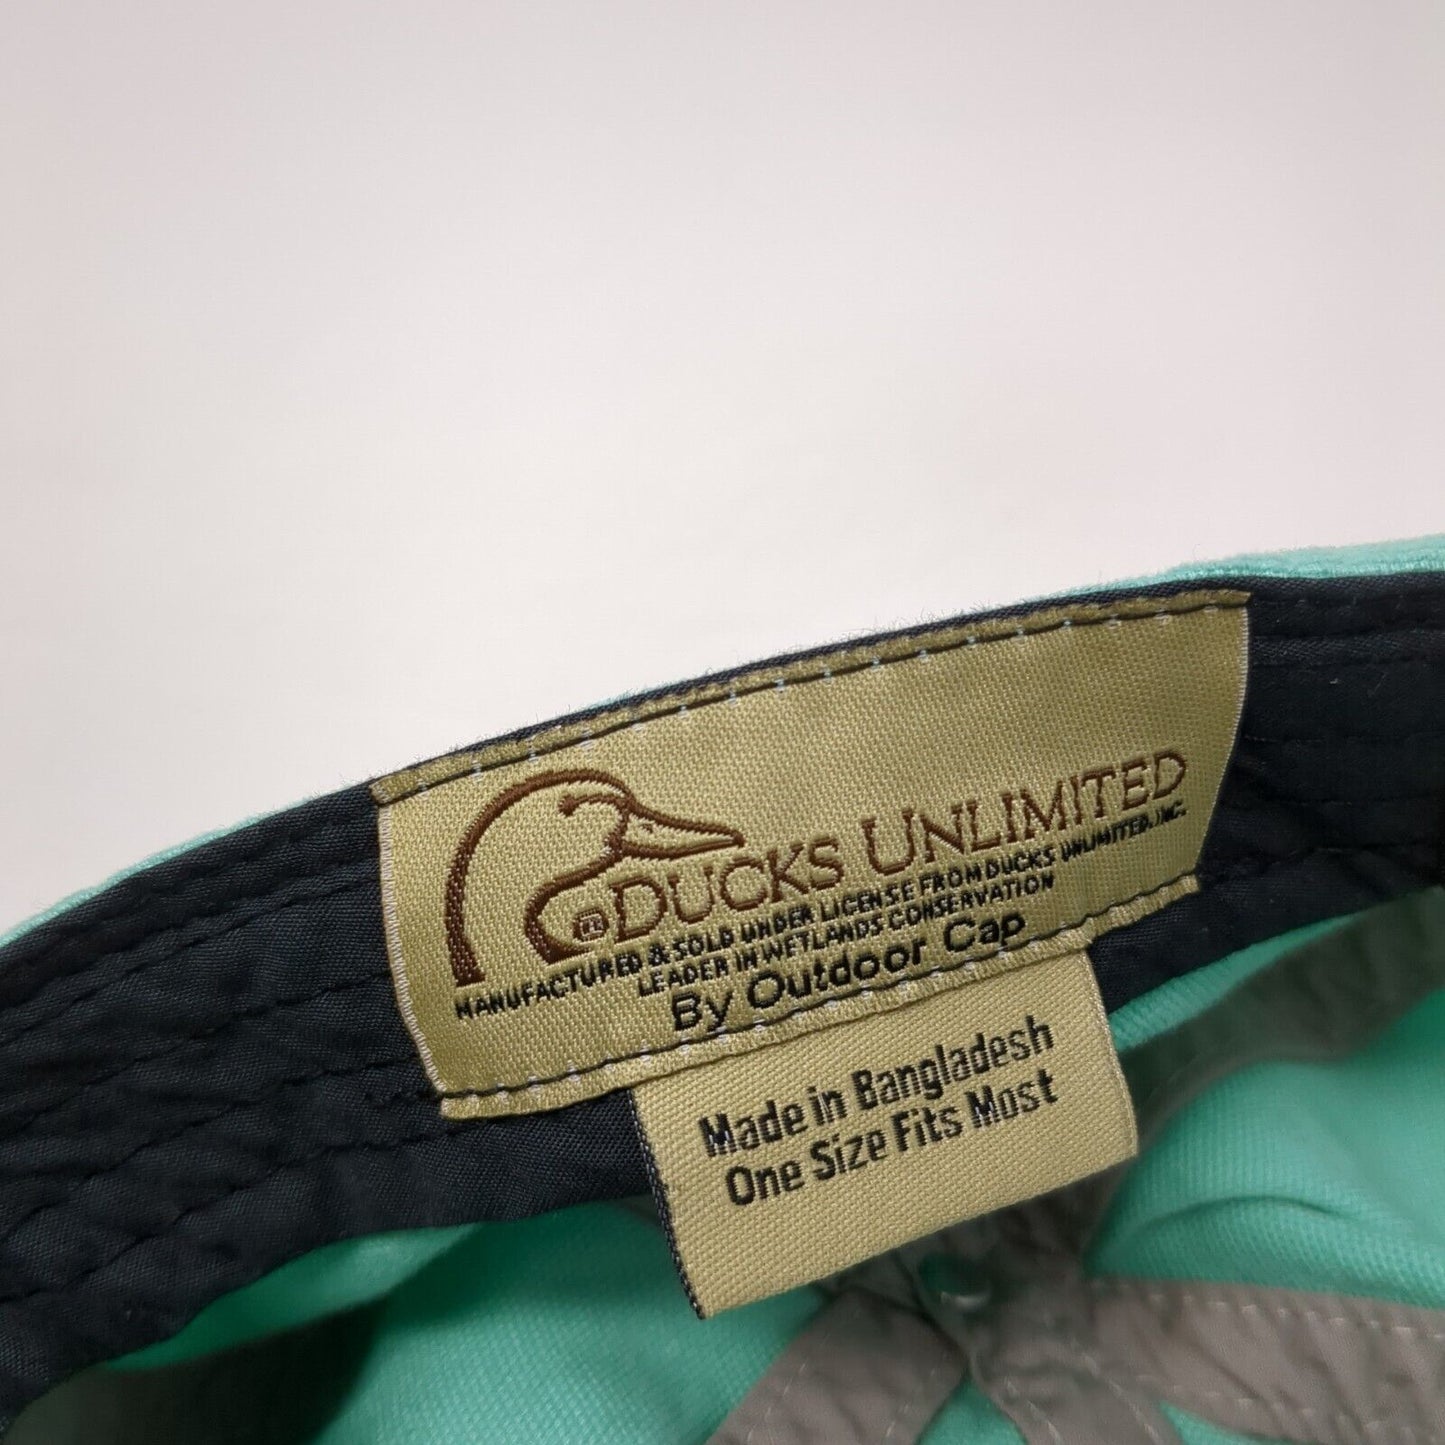 DUCKS UNLIMITED
MANUFACTURED & SOLD UNDER LICENSE FROM DUCKS UNLIMITED, INC.
LEADER IN WETLANDS CONSERVATION
By Outdoor Cap
Made in Bangladesh
One Size Fits Most